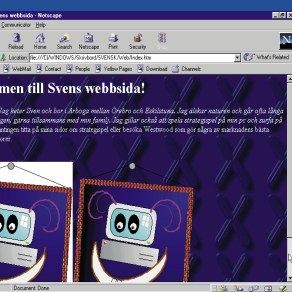 ens webbsida - Netscape
Communicator Help
Reload Home Search Netscape Print Security Stop
Location: file:///C|/WINDOWS/Skrivbord/SVENSK/Web/Index.htm What's Related
WebMail Contact People Yellow Pages Download Channels
men till Svens webbsida!
Jag heter Sven och bor i Arboga mellan Örebro och Eskilstuna. Jag älskar naturen och går ofta långa
gärna tillsammans med min familj. Jag gillar också att spela strategispel på min pc och surfa på
titta på mina sidor om strategispel eller besöka Westwood som gör några av marknadens bästa
Document: Done